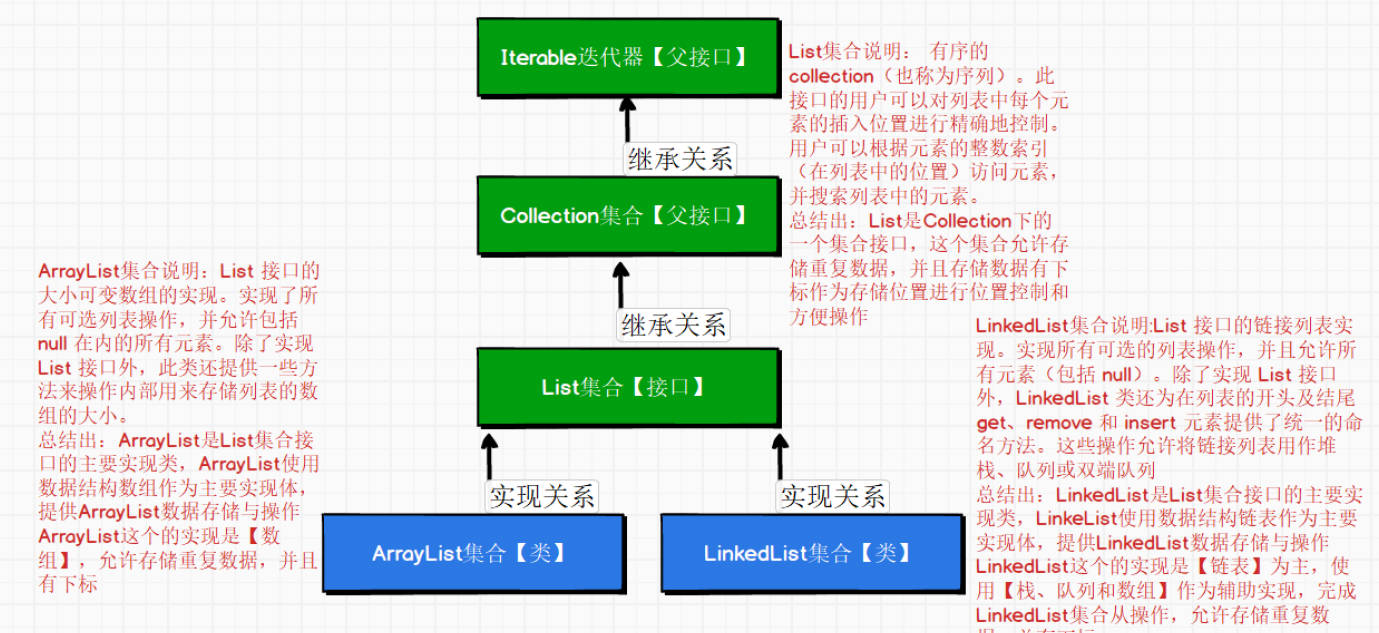 Iterable迭代器【父接口】
继承关系
Collection集合【父接口】
继承关系
List集合【接口】
实现关系
实现关系
ArrayList集合【类】
LinkedList集合【类】
List集合说明： 有序的
collection（也称为序列）。此
接口的用户可以对列表中每个元
素的插入位置进行精确地控制。
用户可以根据元素的整数索引
（在列表中的位置）访问元素，
并搜索列表中的元素。
总结出：List是Collection下的
一个集合接口，这个集合允许存
储重复数据，并且存储数据有下
标作为存储位置进行位置控制和
方便操作
ArrayList集合说明：List 接口的
大小可变数组的实现。实现了所
有可选列表操作，并允许包括
null 在内的所有元素。除了实现
List 接口外，此类还提供一些方
法来操作内部用来存储列表的数
组的大小。
总结出：ArrayList是List集合接
口的主要实现类，ArrayList使用
数据结构数组作为主要实现体，
提供ArrayList数据存储与操作
ArrayList这个的实现是【数
组】，允许存储重复数据，并且
有下标
LinkedList集合说明:List 接口的链接列表实
现。实现所有可选的列表操作，并且允许所
有元素（包括 null）。除了实现 List 接口
外，LinkedList 类还为在列表的开头及结尾
get、remove 和 insert 元素提供了统一的命
名方法。这些操作允许将链接列表用作堆
栈、队列或双端队列
总结出：LinkedList是List集合接口的主要实
现类，LinkeList使用数据结构链表作为主要
实现体，提供LinkedList数据存储与操作
LinkedList这个的实现是【链表】为主，使
用【栈、队列和数组】作为辅助实现，完成
LinkedList集合从操作，允许存储重复数